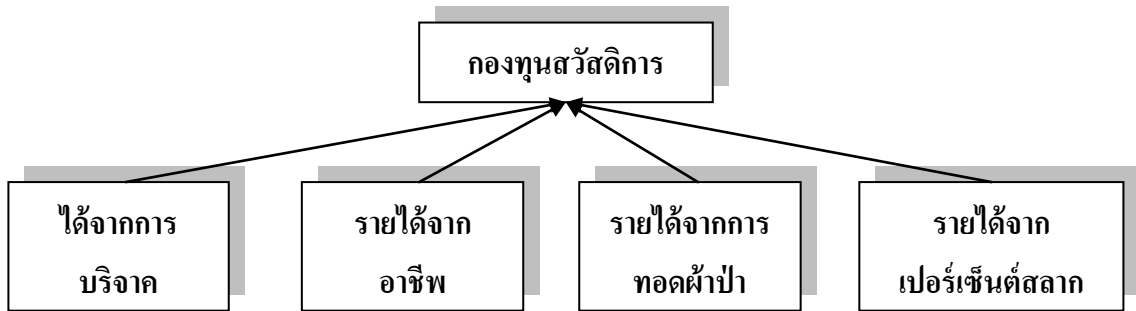 กองทุนสวัสดิการ
ได้จากการ
บริจาค
รายได้จาก
อาชีพ
รายได้จากการ
ทอดผ้าป่า
รายได้จาก
เปอร์เซ็นต์สลาก